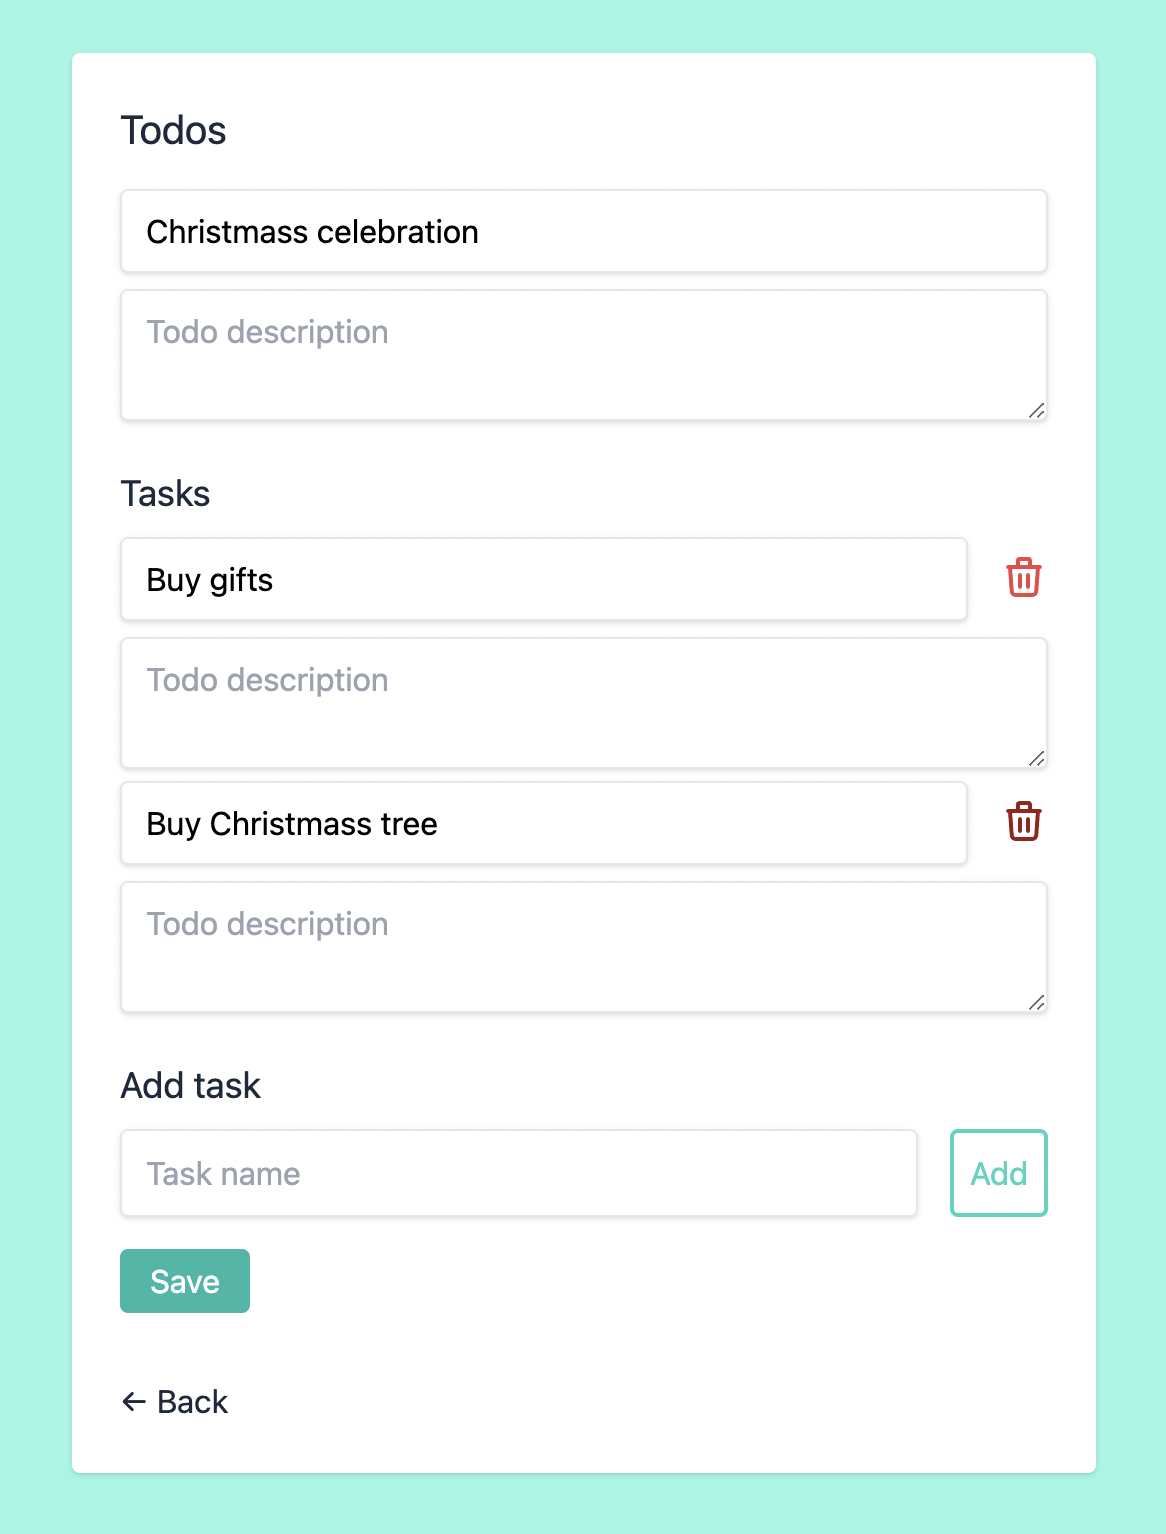 Todos
Christmass celebration
Todo description
Tasks
Buy gifts
Todo description
Buy Christmass tree
Todo description
Add task
Task name
Add
Save
← Back